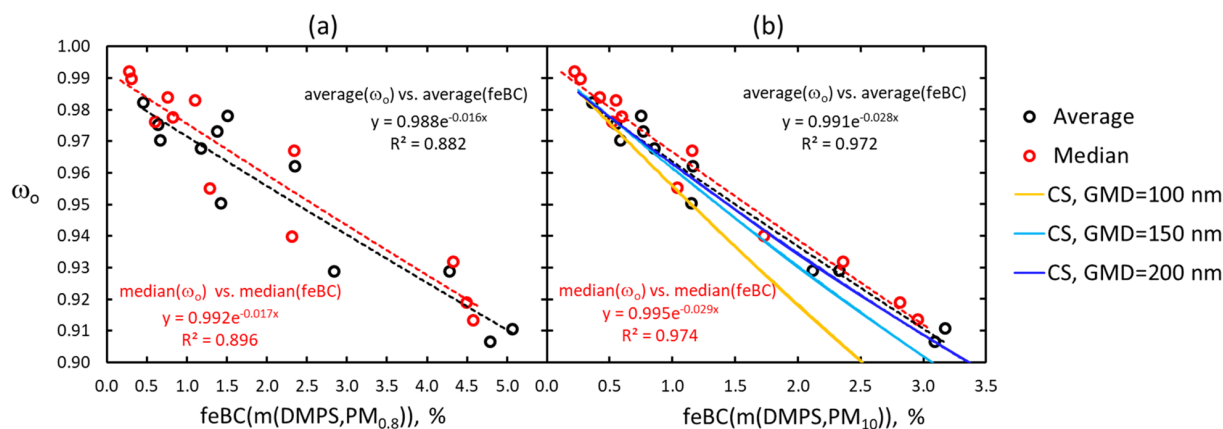 (a)
(b)
1.00
0.99
0.98
0.97
0.96
0.95
0.94
0.93
0.92
0.91
0.90
ωₒ
average(ωₒ) vs. average(feBC)
y = 0.988e^-0.016x
R² = 0.882
median(ωₒ) vs. median(feBC)
y = 0.992e^-0.017x
R² = 0.896
0.0 0.5 1.0 1.5 2.0 2.5 3.0 3.5 4.0 4.5 5.0
feBC(m(DMPS,PM0.8)), %
average(ωₒ) vs. average(feBC)
y = 0.991e^-0.028x
R² = 0.972
median(ωₒ) vs. median(feBC)
y = 0.995e^-0.029x
R² = 0.974
0.0 0.5 1.0 1.5 2.0 2.5 3.0 3.5
feBC(m(DMPS,PM10)), %
Average
Median
CS, GMD=100 nm
CS, GMD=150 nm
CS, GMD=200 nm